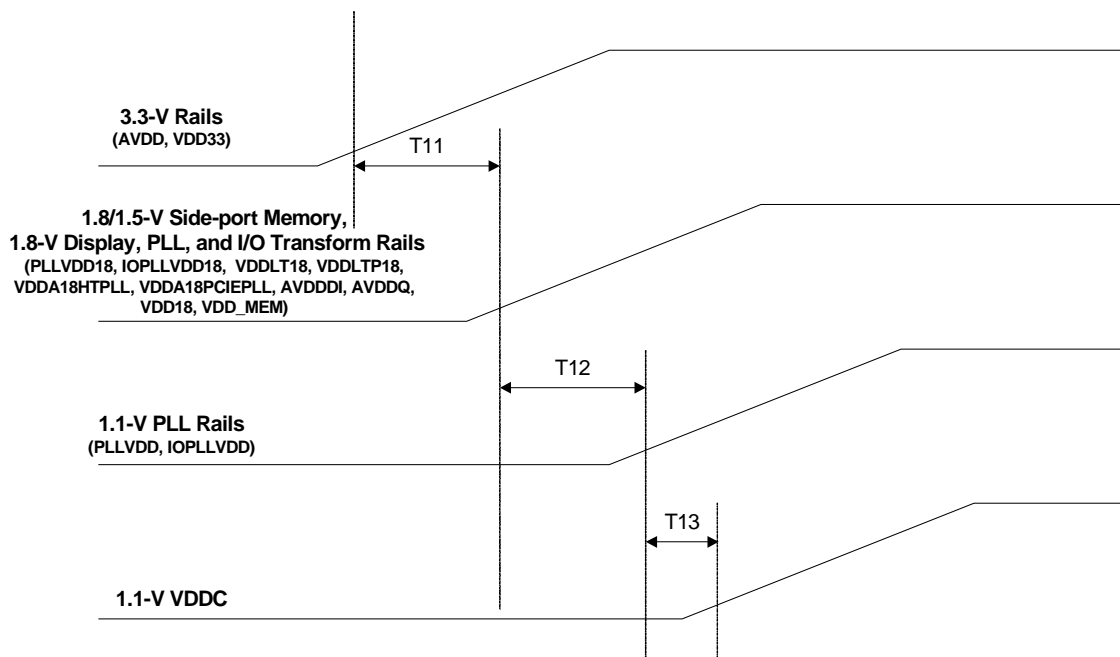 3.3-V Rails
(AVDD, VDD33)
T11
1.8/1.5-V Side-port Memory,
1.8-V Display, PLL, and I/O Transform Rails
(PLLVDD18, IOPLLVDD18, VDDLT18, VDDLTP18,
VDDA18HTPLL, VDDA18PCIEPLL, AVDDDI, AVDDQ,
VDD18, VDD_MEM)
T12
1.1-V PLL Rails
(PLLVDD, IOPLLVDD)
T13
1.1-V VDDC